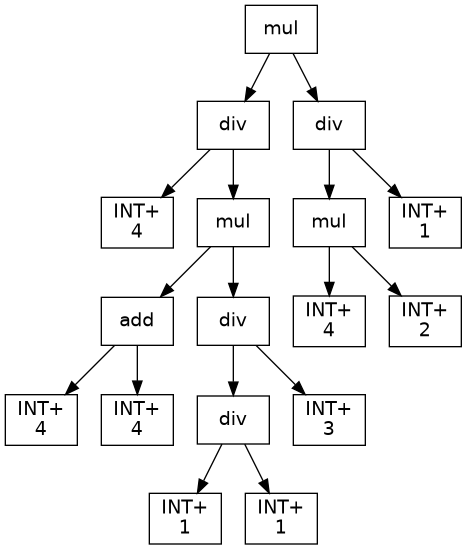 mul
div
div
INT+
4
mul
mul
INT+
1
add
div
INT+
4
INT+
2
INT+
4
INT+
4
div
INT+
3
INT+
1
INT+
1